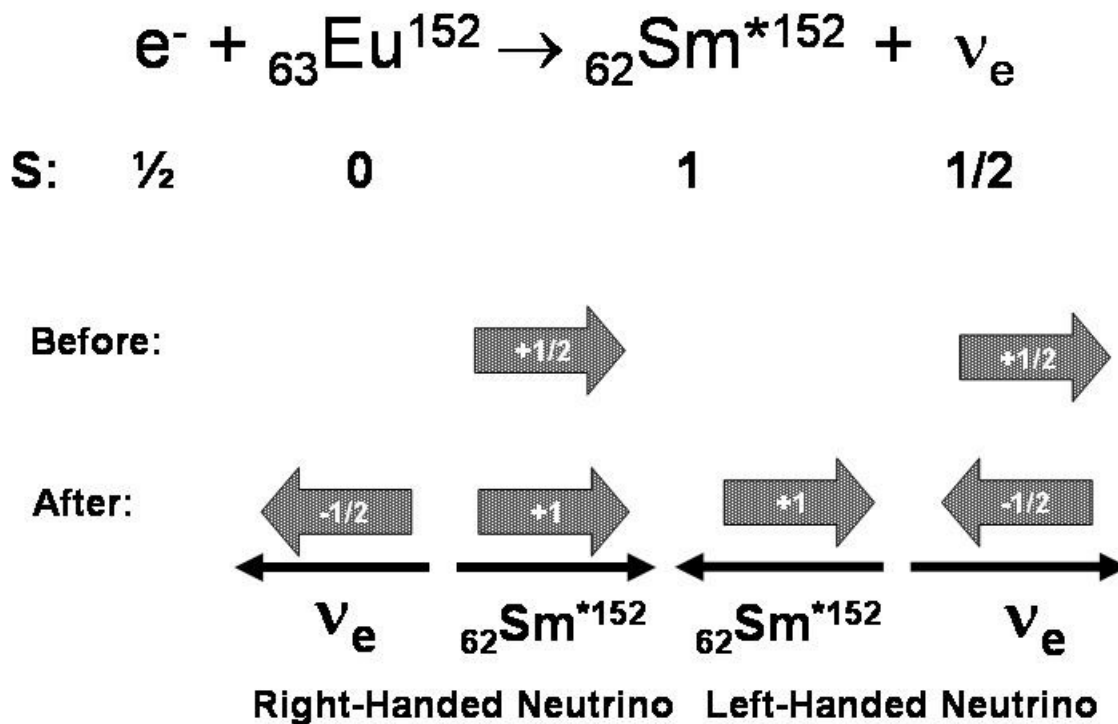 e⁻ + ₆₃Eu¹⁵² → ₆₂Sm*¹⁵² + νₑ
S: ½ 0 1 1/2
Before: +1/2 +1/2
After: -1/2 +1 +1 -1/2
νₑ ₆₂Sm*¹⁵² ₆₂Sm*¹⁵² νₑ
Right-Handed Neutrino Left-Handed Neutrino